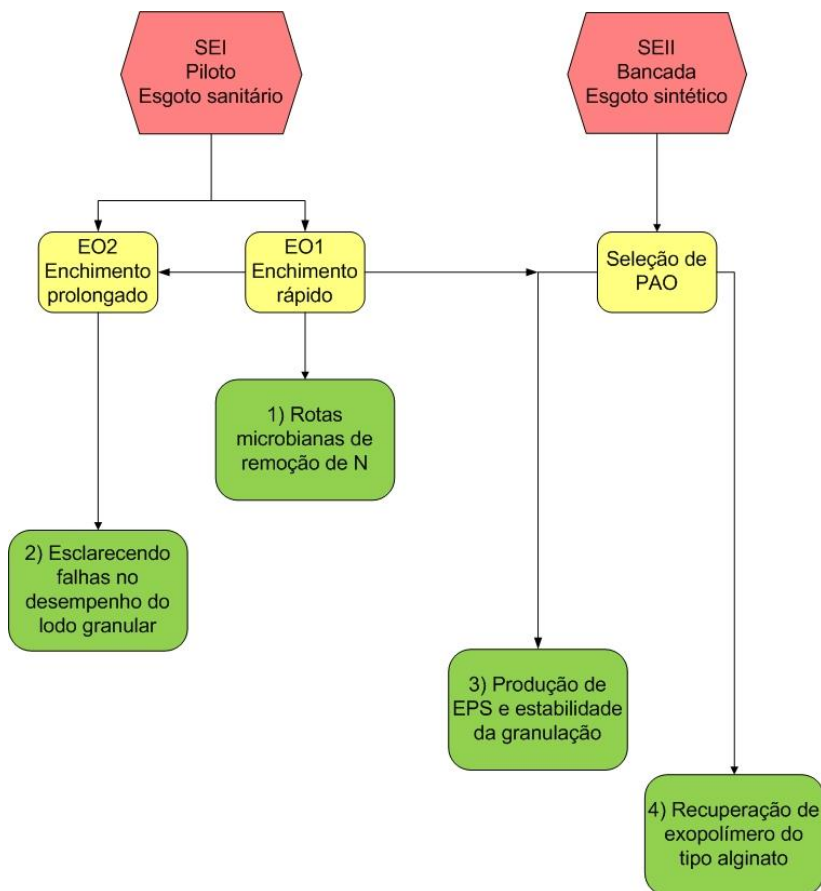 SEI
Piloto
Esgoto sanitário
SEII
Bancada
Esgoto sintético
EO2
Enchimento
prolongado
EO1
Enchimento
rápido
Seleção de
PAO
1) Rotas
microbianas de
remoção de N
2) Esclarecendo
falhas no
desempenho do
lodo granular
3) Produção de
EPS e estabilidade
da granulação
4) Recuperação de
exopolímero do
tipo alginato